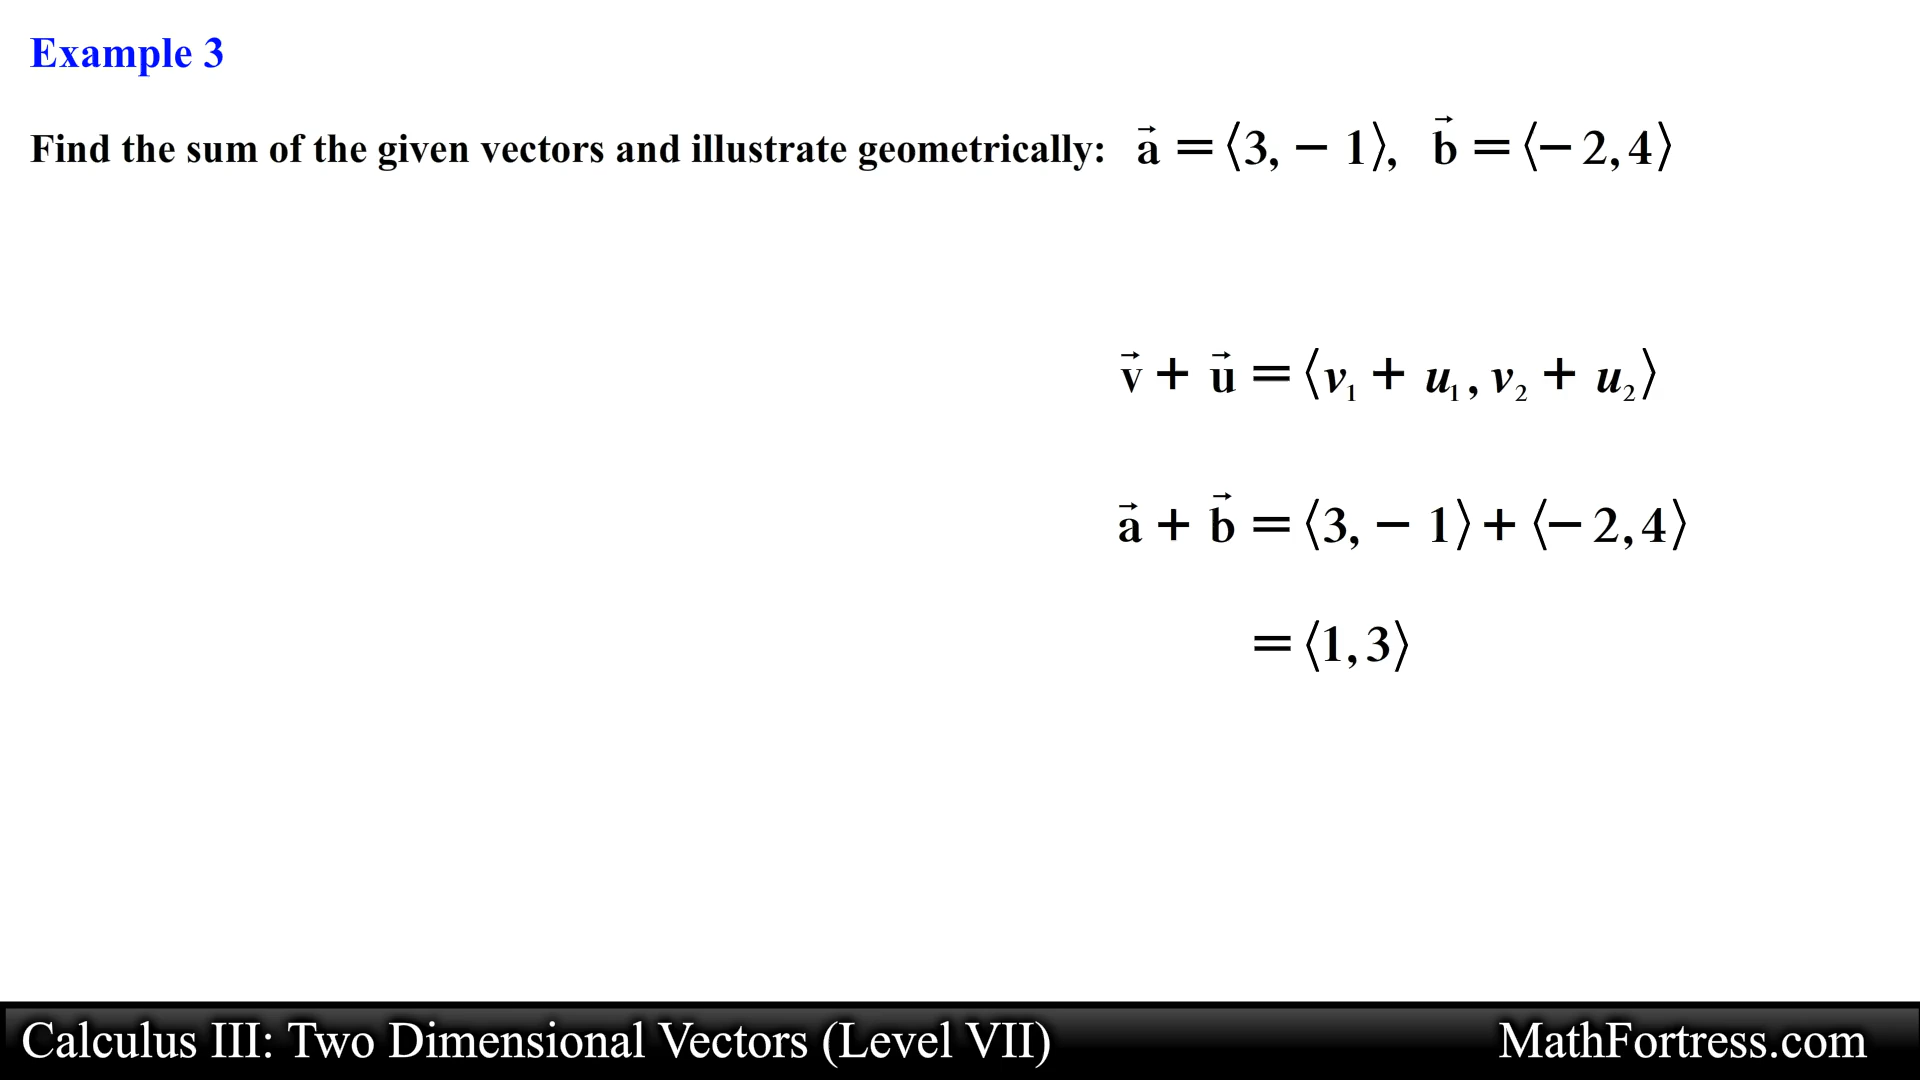 Example 3
Find the sum of the given vectors and illustrate geometrically: a⃗ = ⟨3, − 1⟩, b⃗ = ⟨− 2, 4⟩
v⃗ + u⃗ = ⟨v₁ + u₁, v₂ + u₂⟩
a⃗ + b⃗ = ⟨3, − 1⟩ + ⟨− 2, 4⟩
= ⟨1, 3⟩
Calculus III: Two Dimensional Vectors (Level VII) MathFortress.com